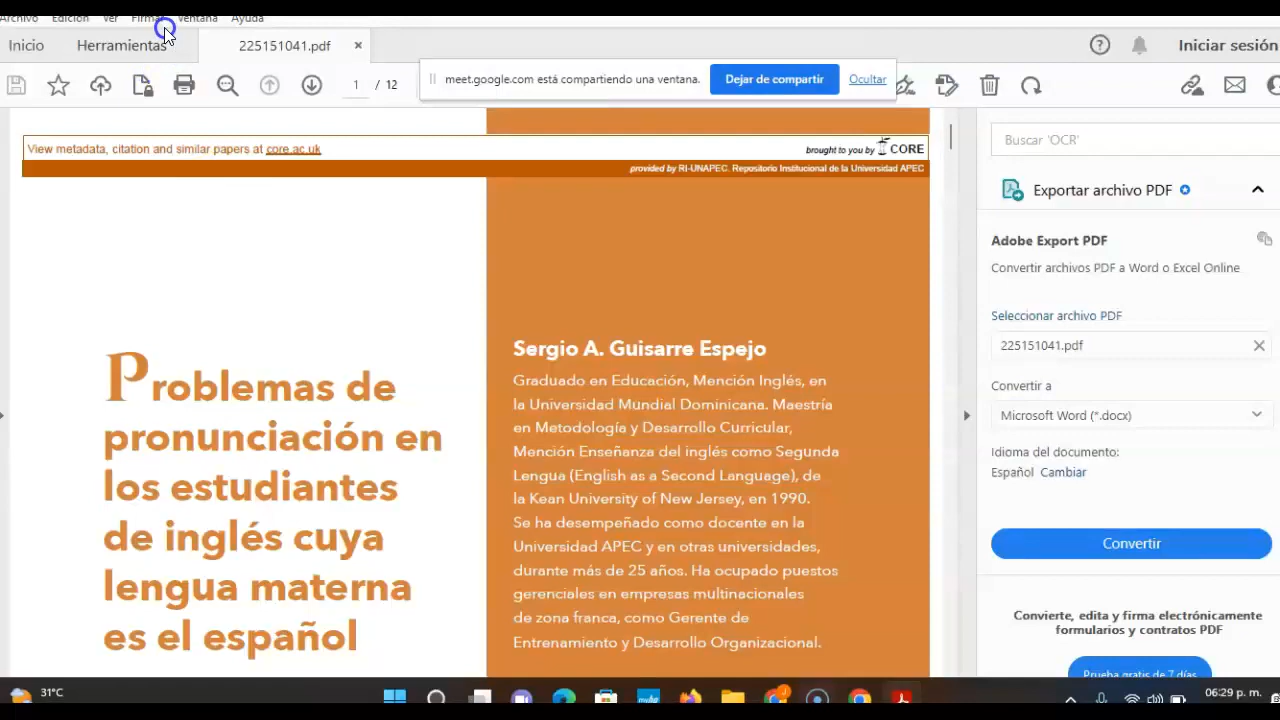 Archivo Edición Ver Firmar Ventana Ayuda
Inicio Herramientas 225151041.pdf × Iniciar sesión
1 / 12
meet.google.com está compartiendo una ventana. Dejar de compartir Ocultar
View metadata, citation and similar papers at core.ac.uk
brought to you by CORE
provided by RI-UNAPEC. Repositorio Institucional de la Universidad APEC
Problemas de
pronunciación en
los estudiantes
de inglés cuya
lengua materna
es el español
Sergio A. Guisarre Espejo
Graduado en Educación, Mención Inglés, en
la Universidad Mundial Dominicana. Maestría
en Metodología y Desarrollo Curricular,
Mención Enseñanza del inglés como Segunda
Lengua (English as a Second Language), de
la Kean University of New Jersey, en 1990.
Se ha desempeñado como docente en la
Universidad APEC y en otras universidades,
durante más de 25 años. Ha ocupado puestos
gerenciales en empresas multinacionales
de zona franca, como Gerente de
Entrenamiento y Desarrollo Organizacional.
Buscar 'OCR'
Exportar archivo PDF
Adobe Export PDF
Convertir archivos PDF a Word o Excel Online
Seleccionar archivo PDF
225151041.pdf
Convertir a
Microsoft Word (*.docx)
Idioma del documento:
Español Cambiar
Convertir
Convierte, edita y firma electrónicamente
formularios y contratos PDF
Prueba gratis de 7 días
31°C
06:29 p. m.